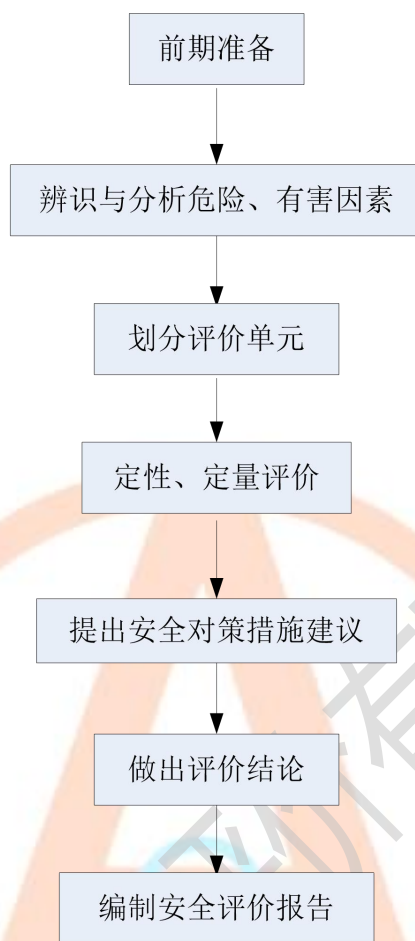 前期准备
辨识与分析危险、有害因素
划分评价单元
定性、定量评价
提出安全对策措施建议
做出评价结论
编制安全评价报告